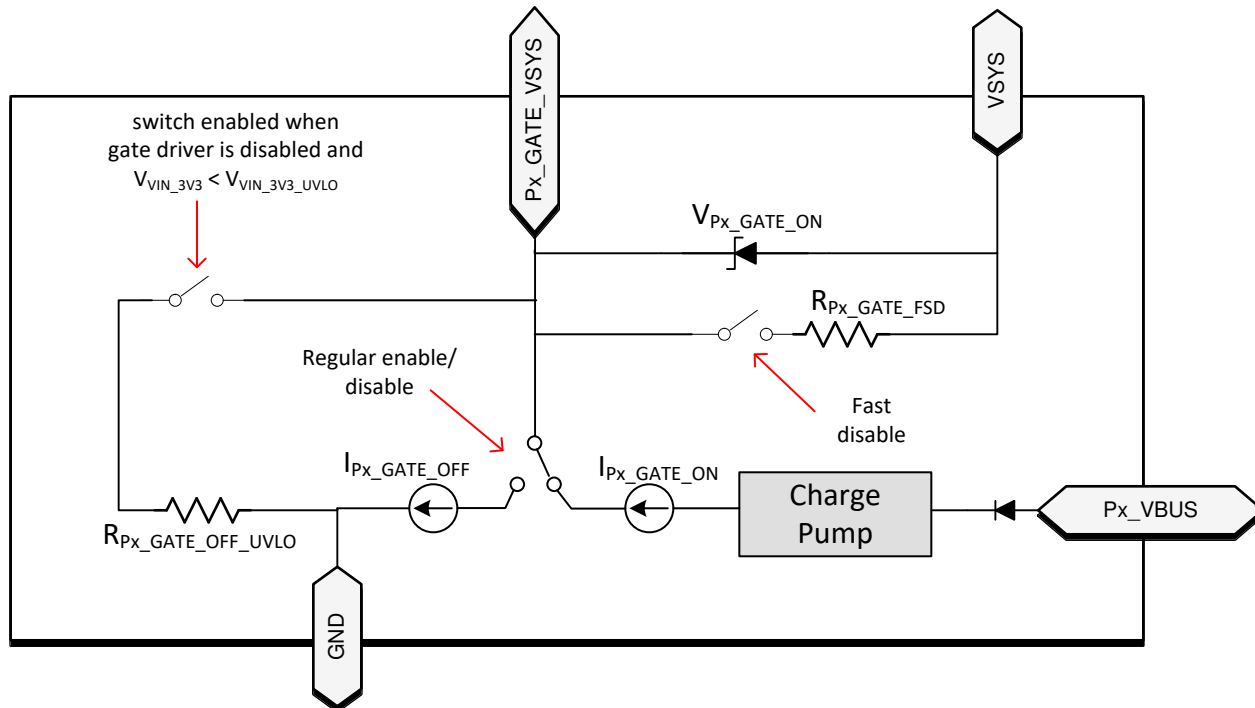 Px_GATE_VSYS
VSYS
switch enabled when
gate driver is disabled and
VVIN_3V3 < VVIN_3V3_UVLO
VPx_GATE_ON
RPx_GATE_FSD
Regular enable/
disable
Fast
disable
IPx_GATE_OFF
IPx_GATE_ON
Charge
Pump
Px_VBUS
RPx_GATE_OFF_UVLO
GND